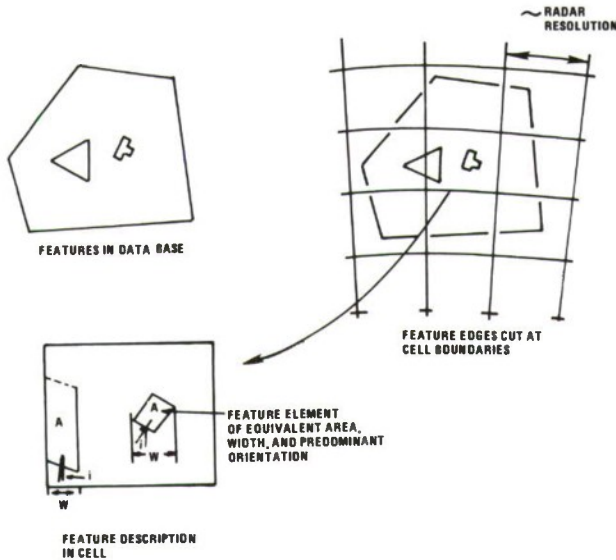 ~ RADAR
RESOLUTION
FEATURES IN DATA BASE
FEATURE EDGES CUT AT
CELL BOUNDARIES
A
i
W
A
i
W
FEATURE ELEMENT
OF EQUIVALENT AREA,
WIDTH, AND PREDOMINANT
ORIENTATION
FEATURE DESCRIPTION
IN CELL